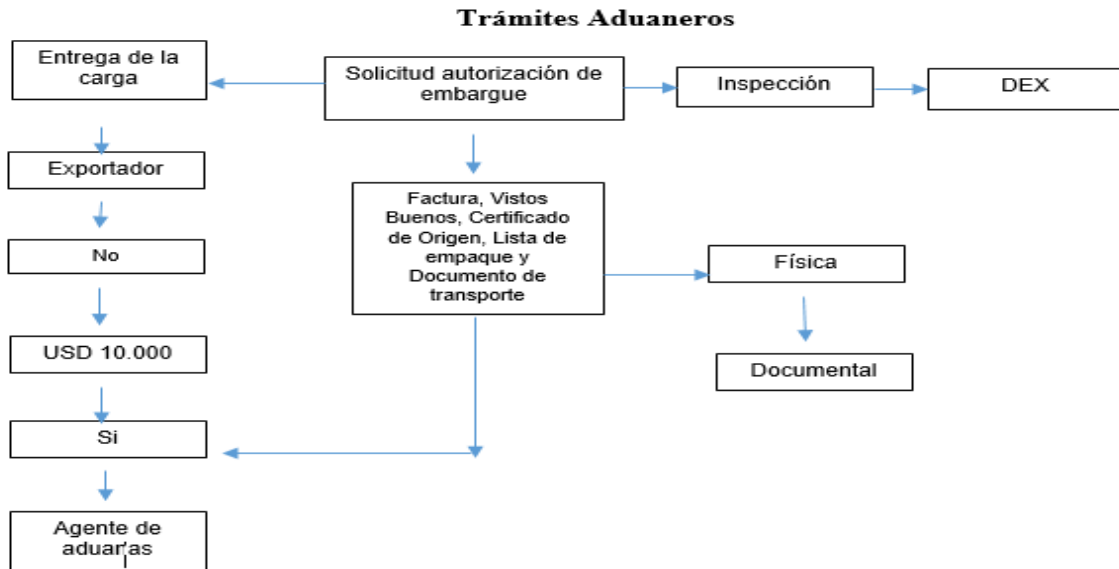 Trámites Aduaneros
Entrega de la
carga
Solicitud autorización de
embargue
Inspección
DEX
Exportador
Factura, Vistos
Buenos, Certificado
de Origen, Lista de
empaque y
Documento de
transporte
No
Física
USD 10.000
Documental
Si
Agente de
aduanas